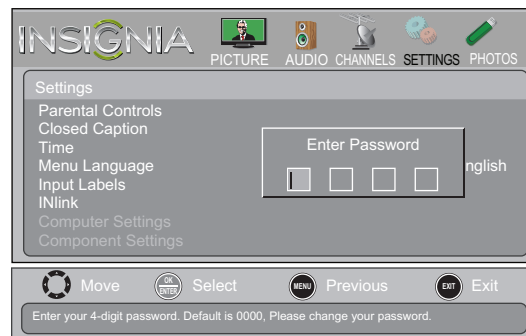 INSIGNIA
PICTURE AUDIO CHANNELS SETTINGS PHOTOS
Settings
Parental Controls
Closed Caption
Time
Enter Password
Menu Language
nglish
Input Labels
INlink
Computer Settings
Component Settings
Move
OK ENTER
Select
MENU
Previous
EXIT
Exit
Enter your 4-digit password. Default is 0000, Please change your password.